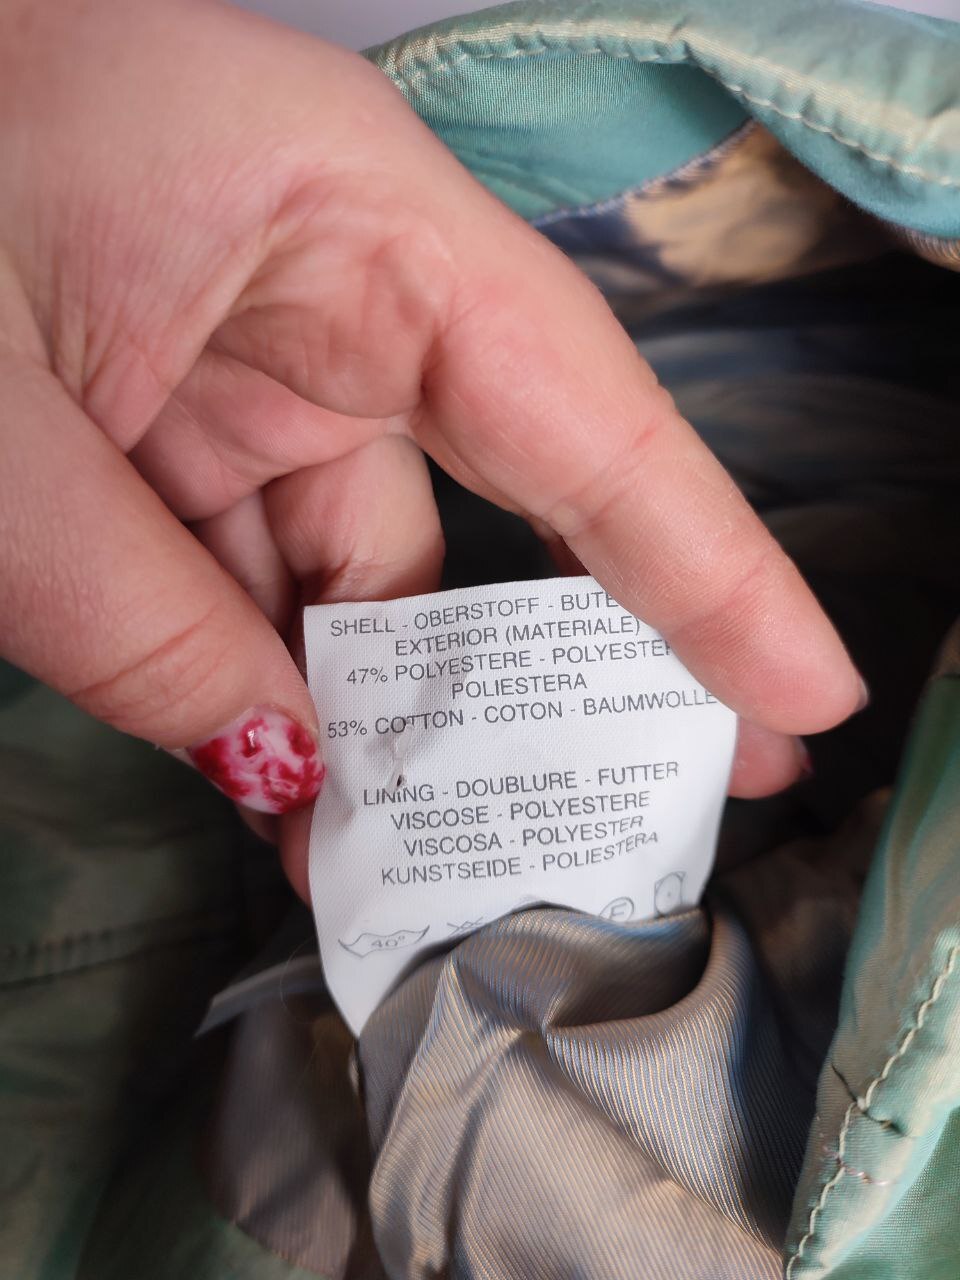 SHELL - OBERSTOFF - BUTE
EXTERIOR (MATERIALE)
47% POLYESTERE - POLYESTER
POLIESTERA
53% COTTON - COTON - BAUMWOLLE
LINING - DOUBLURE - FUTTER
VISCOSE - POLYESTERE
VISCOSA - POLYESTER
KUNSTSEIDE - POLIESTERA
40° F